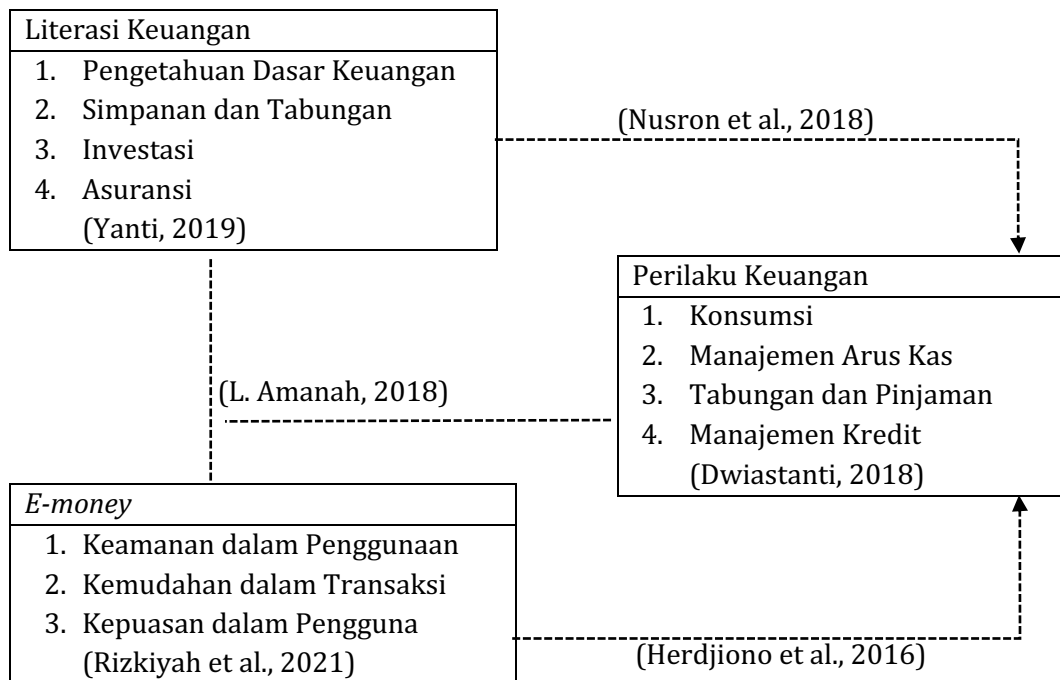 Literasi Keuangan
1. Pengetahuan Dasar Keuangan
2. Simpanan dan Tabungan
3. Investasi
4. Asuransi
(Yanti, 2019)
(Nusron et al., 2018)
Perilaku Keuangan
1. Konsumsi
2. Manajemen Arus Kas
3. Tabungan dan Pinjaman
4. Manajemen Kredit
(Dwiastanti, 2018)
(L. Amanah, 2018)
E-money
1. Keamanan dalam Penggunaan
2. Kemudahan dalam Transaksi
3. Kepuasan dalam Pengguna
(Rizkiyah et al., 2021)
(Herdjiono et al., 2016)